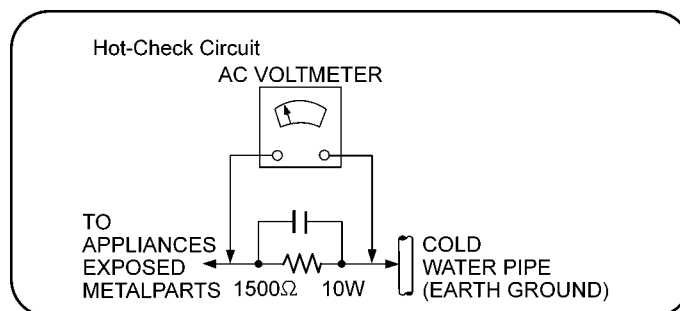 Hot-Check Circuit
AC VOLTMETER
TO
APPLIANCES
EXPOSED
METALPARTS
1500Ω 10W
COLD
WATER PIPE
(EARTH GROUND)